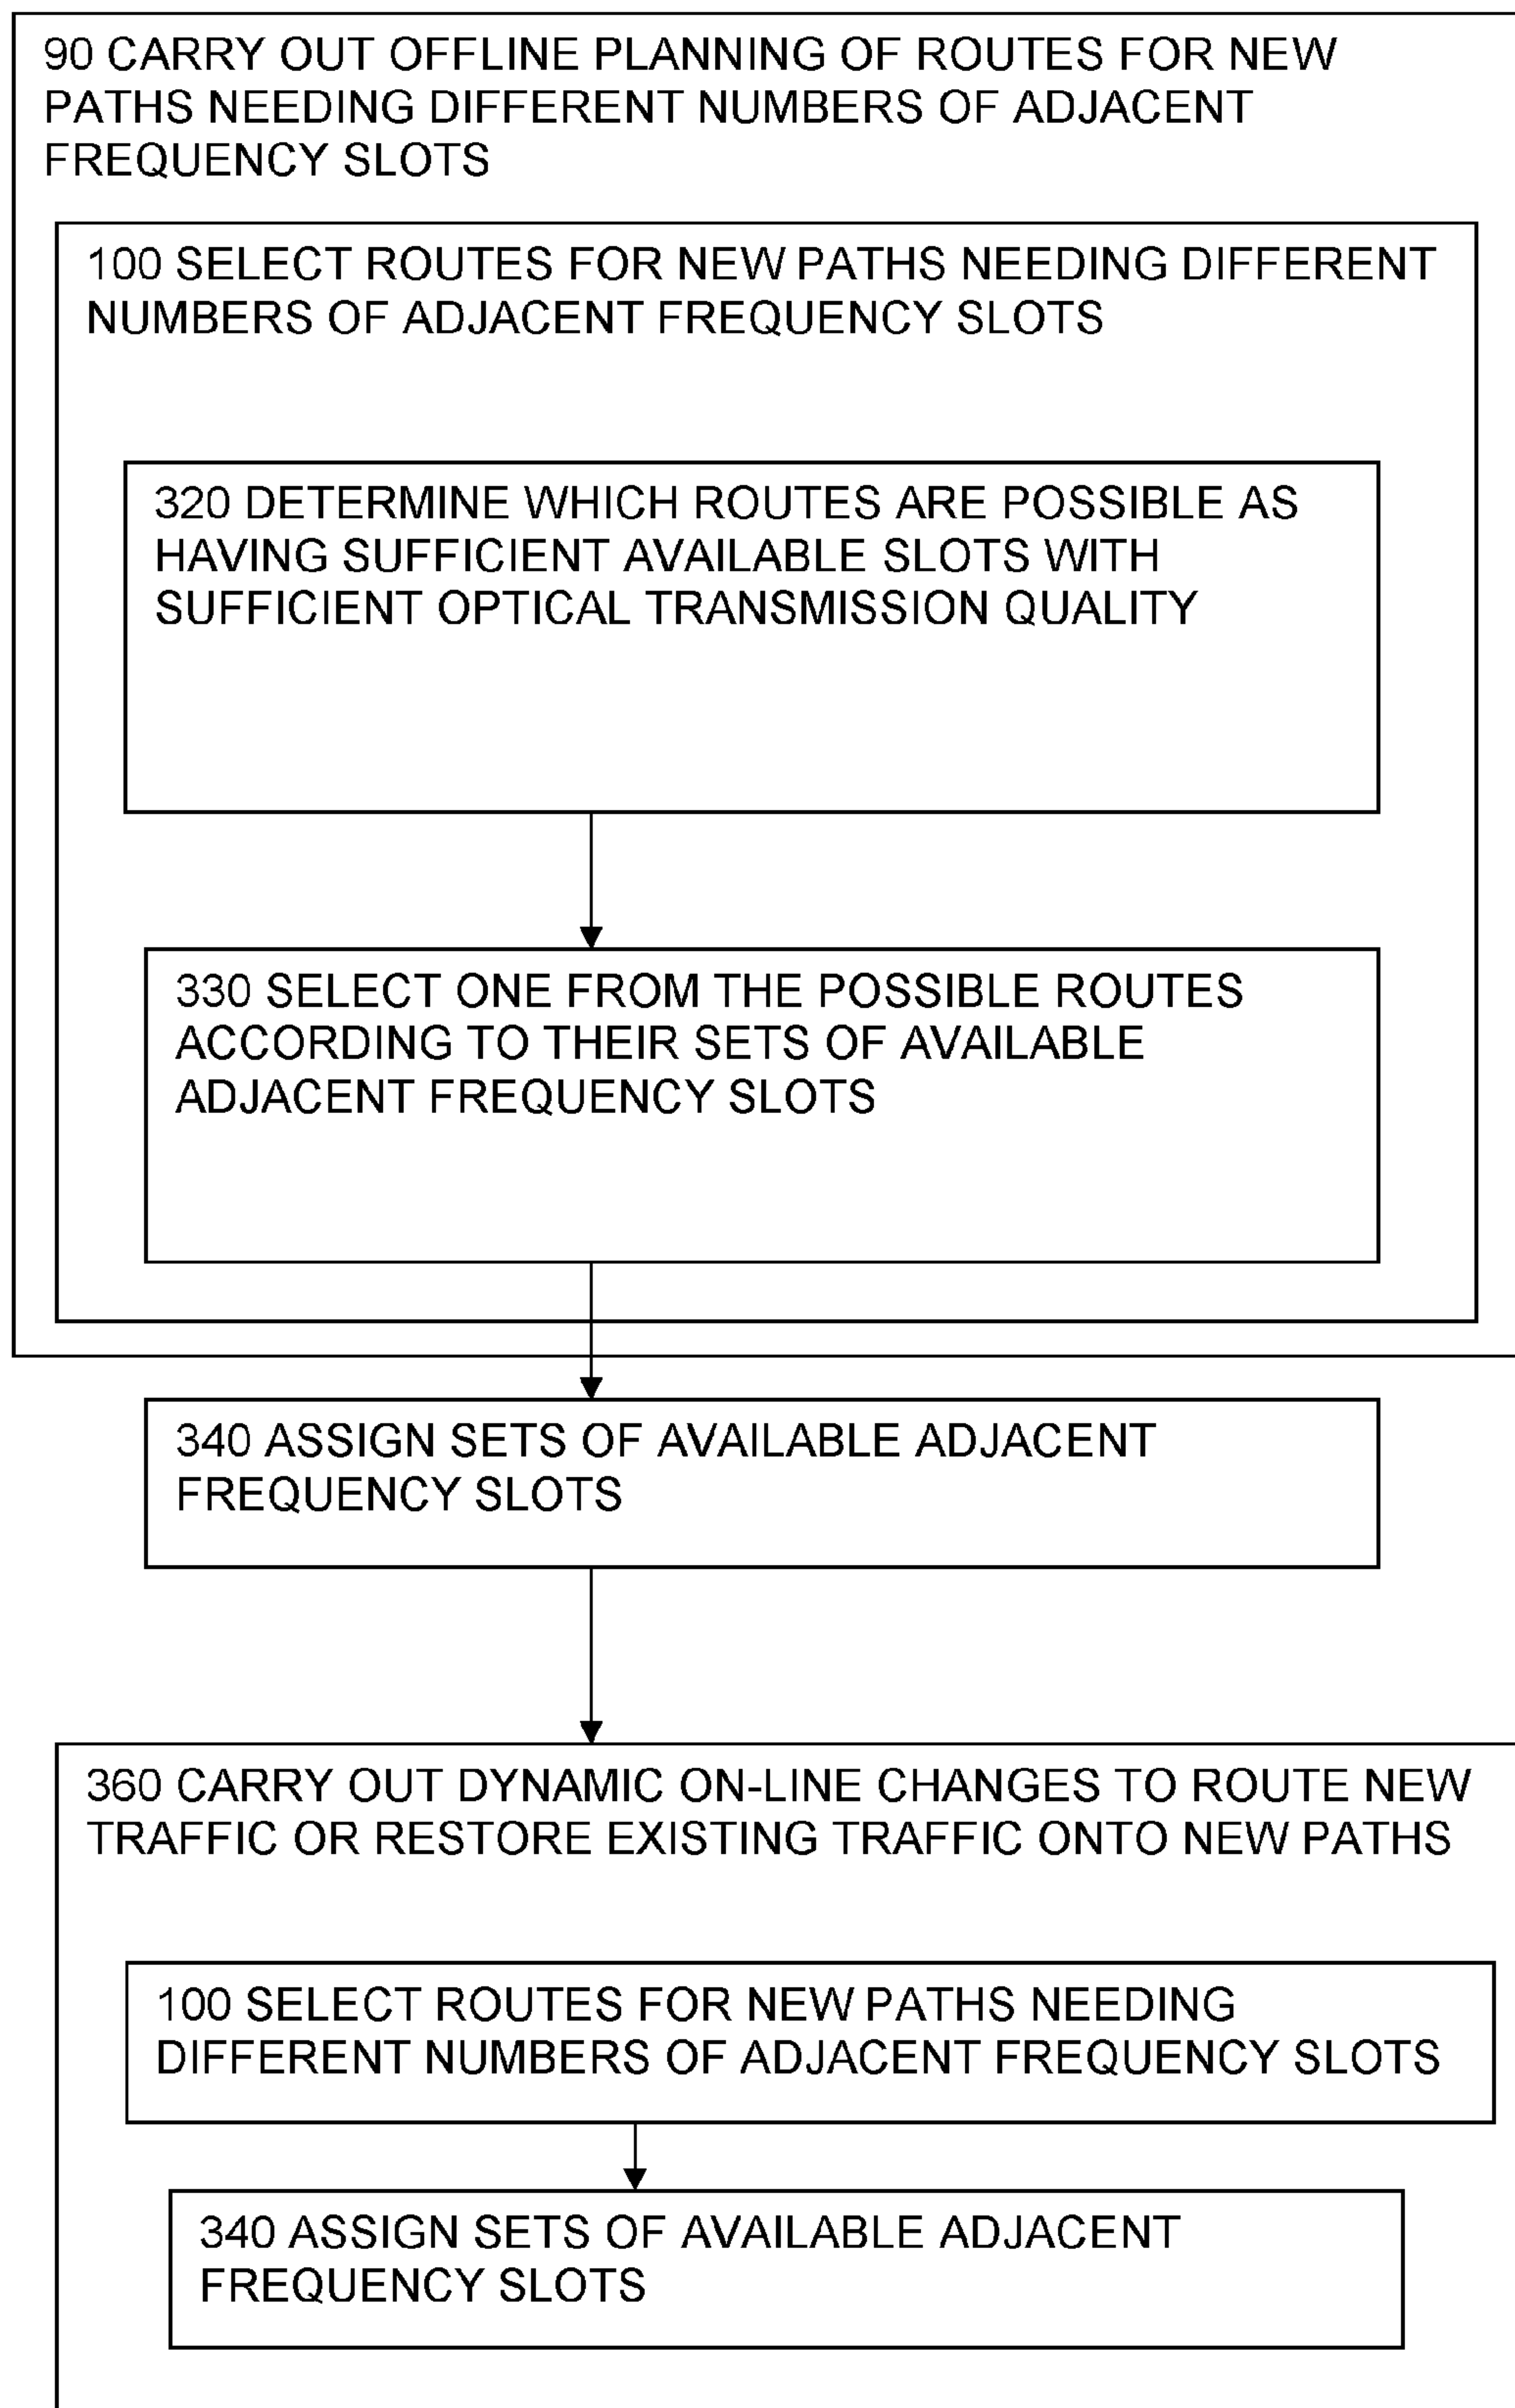 90 CARRY OUT OFFLINE PLANNING OF ROUTES FOR NEW
PATHS NEEDING DIFFERENT NUMBERS OF ADJACENT
FREQUENCY SLOTS
100 SELECT ROUTES FOR NEW PATHS NEEDING DIFFERENT
NUMBERS OF ADJACENT FREQUENCY SLOTS
320 DETERMINE WHICH ROUTES ARE POSSIBLE AS
HAVING SUFFICIENT AVAILABLE SLOTS WITH
SUFFICIENT OPTICAL TRANSMISSION QUALITY
330 SELECT ONE FROM THE POSSIBLE ROUTES
ACCORDING TO THEIR SETS OF AVAILABLE
ADJACENT FREQUENCY SLOTS
340 ASSIGN SETS OF AVAILABLE ADJACENT
FREQUENCY SLOTS
360 CARRY OUT DYNAMIC ON-LINE CHANGES TO ROUTE NEW
TRAFFIC OR RESTORE EXISTING TRAFFIC ONTO NEW PATHS
100 SELECT ROUTES FOR NEW PATHS NEEDING
DIFFERENT NUMBERS OF ADJACENT FREQUENCY SLOTS
340 ASSIGN SETS OF AVAILABLE ADJACENT
FREQUENCY SLOTS